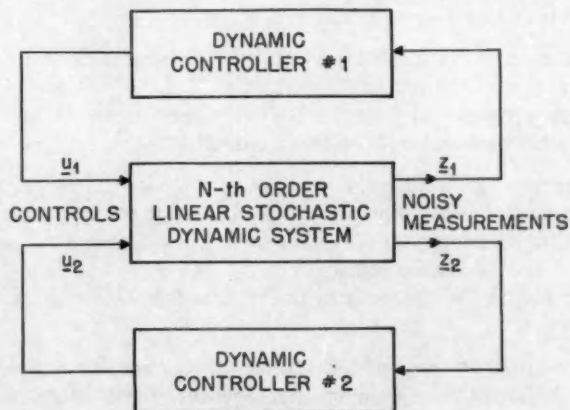 DYNAMIC
CONTROLLER #1
u1
z1
CONTROLS
N-th ORDER
LINEAR STOCHASTIC
DYNAMIC SYSTEM
NOISY
MEASUREMENTS
u2
z2
DYNAMIC
CONTROLLER #2